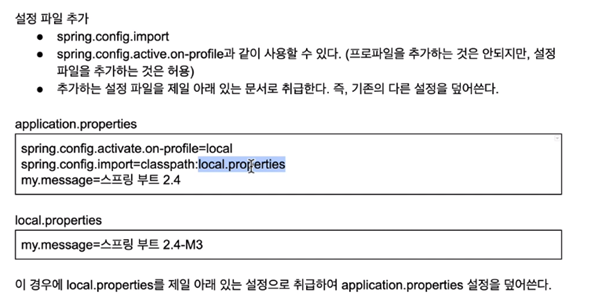 설정 파일 추가
● spring.config.import
● spring.config.active.on-profile과 같이 사용할 수 있다. (프로파일을 추가하는 것은 안되지만, 설정
파일을 추가하는 것은 허용)
● 추가하는 설정 파일을 제일 아래 있는 문서로 취급한다. 즉, 기존의 다른 설정을 덮어쓴다.
application.properties
spring.config.activate.on-profile=local
spring.config.import=classpath:local.properties
my.message=스프링 부트 2.4
local.properties
my.message=스프링 부트 2.4-M3
이 경우에 local.properties를 제일 아래 있는 설정으로 취급하여 application.properties 설정을 덮어쓴다.